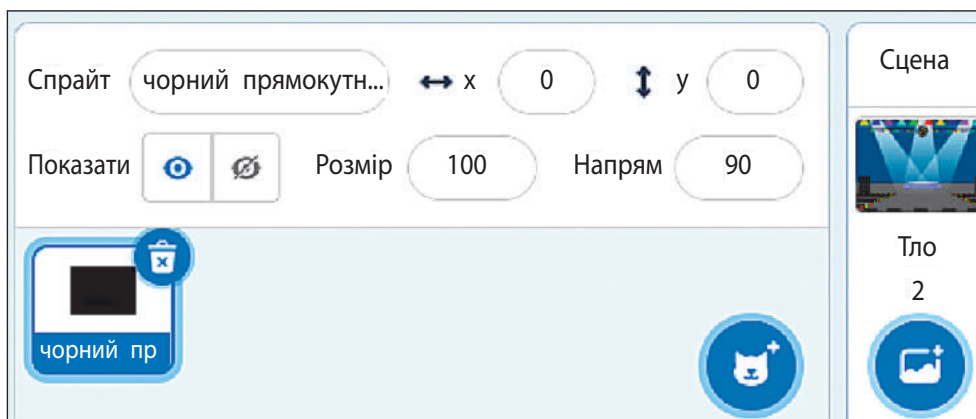 Спрайт чорний прямокутн... x 0 y 0
Показати Розмір 100 Напрям 90
чорний пр
Сцена
Тло
2